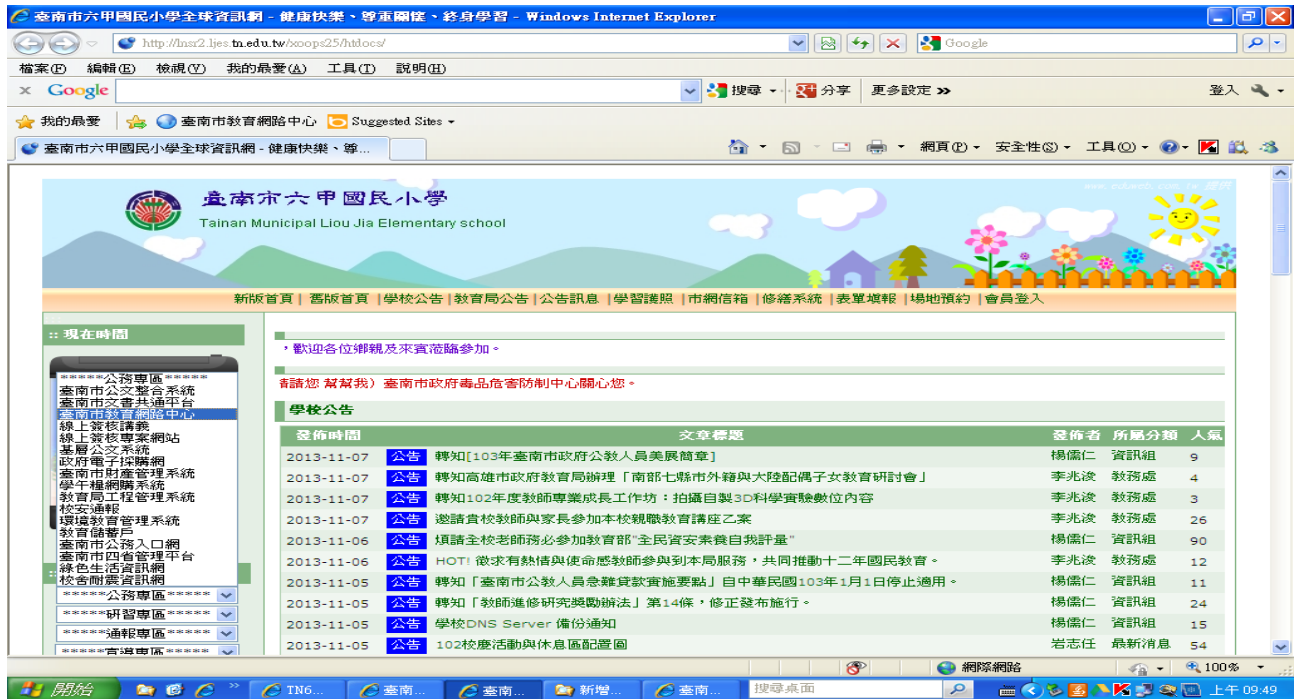 臺南市六甲國民小學全球資訊網 - 健康快樂、尊重關懷、終身學習 - Windows Internet Explorer
http://lnsr2.ljes.tn.edu.tw/xoops25/htdocs/
Google
檔案(F) 編輯(E) 檢視(V) 我的最愛(A) 工具(T) 說明(H)
x Google 搜尋 分享 更多設定 >> 登入
我的最愛 臺南市教育網路中心 Suggested Sites
臺南市六甲國民小學全球資訊網 - 健康快樂、尊... 網頁(P) 安全性(S) 工具(O)
臺南市六甲國民小學
Tainan Municipal Liou Jia Elementary school
新版首頁 | 舊版首頁 |學校公告 |教育局公告 |公告訊息 |學習護照 |市網信箱 |修繕系統 |表單填報 |場地預約 |會員登入
:: 現在時間
*****公務專區*****
臺南市公文整合系統
臺南市文書共通平台
臺南市教育網路中心
線上簽核講義
線上簽核專案網站
基層公文系統
政府電子採購網
臺南市財產管理系統
學午糧網購系統
教育局工程管理系統
校安通報
環境教育管理系統
教育儲蓄戶
臺南市公務入口網
臺南市四省管理平台
綠色生活資訊網
校舍耐震資訊網
*****公務專區*****
*****研習專區*****
*****通報專區*****
*****宣導專區*****
，歡迎各位鄉親及來賓蒞臨參加。
請您 幫幫我）臺南市政府毒品危害防制中心關心您。
學校公告
發佈時間 文章標題 發佈者 所屬分類 人氣
2013-11-07 公告 轉知[103年臺南市政府公教人員美展簡章] 楊儒仁 資訊組 9
2013-11-07 公告 轉知高雄市政府教育局辦理「南部七縣市外籍與大陸配偶子女教育研討會」 李兆浚 教務處 4
2013-11-07 公告 轉知102年度教師專業成長工作坊：拍攝自製3D科學實驗數位內容 李兆浚 教務處 3
2013-11-07 公告 邀請貴校教師與家長參加本校親職教育講座乙案 李兆浚 教務處 26
2013-11-06 公告 煩請全校老師務必參加教育部"全民資安素養自我評量" 楊儒仁 資訊組 90
2013-11-06 公告 HOT! 徵求有熱情與使命感教師參與到本局服務，共同推動十二年國民教育。 李兆浚 教務處 12
2013-11-05 公告 轉知「臺南市公教人員急難貸款實施要點」自中華民國103年1月1日停止適用。 楊儒仁 資訊組 11
2013-11-05 公告 轉知「教師進修研究獎勵辦法」第14條，修正發布施行。 楊儒仁 資訊組 24
2013-11-05 公告 學校DNS Server 備份通知 楊儒仁 資訊組 15
2013-11-05 公告 102校慶活動與休息區配置圖 岩志任 最新消息 54
網際網路 100%
開始 TN6... 臺南... 臺南... 新增... 臺南... 搜尋桌面 上午 09:49